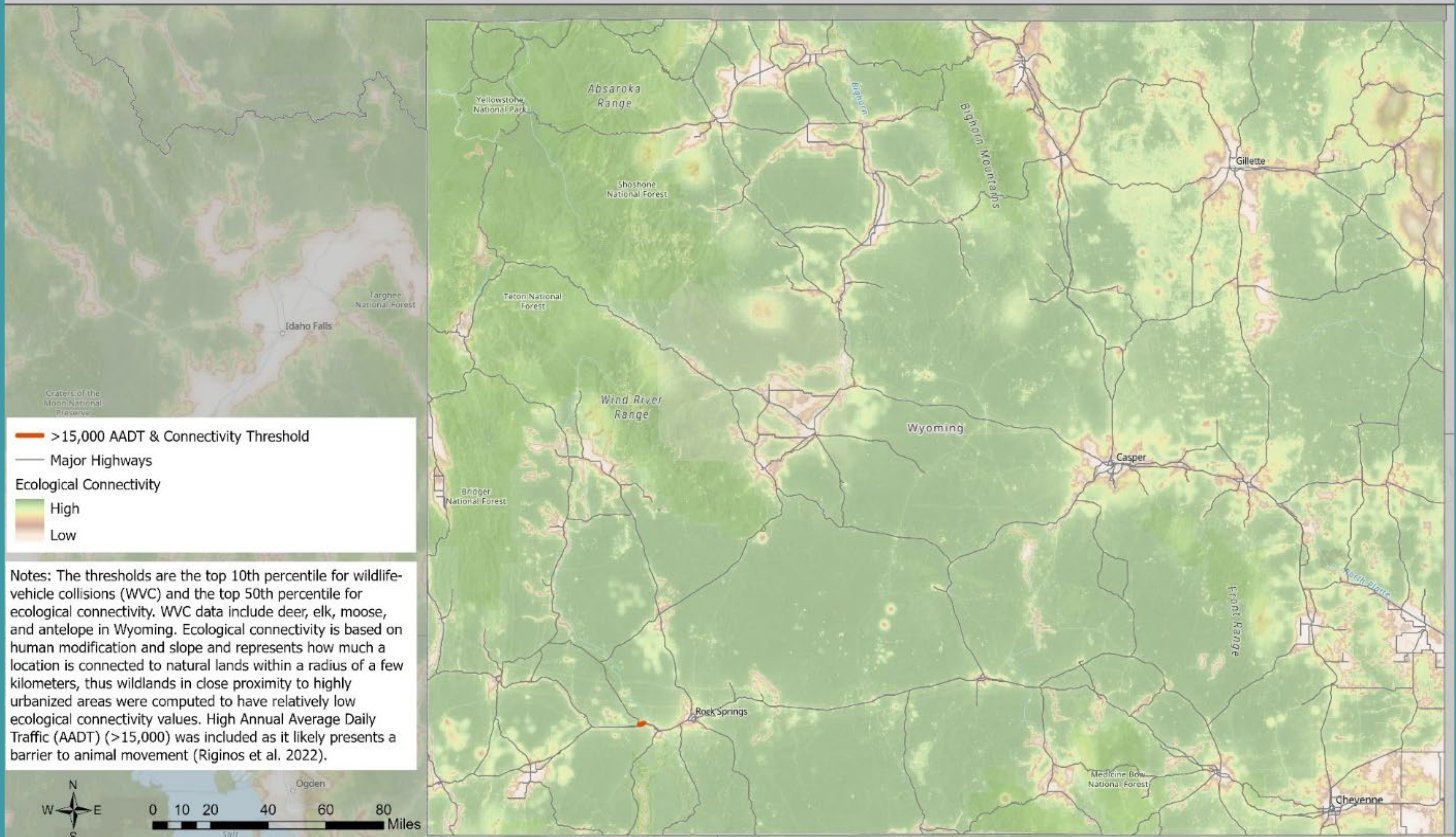 Absaroka
Range
Yellowstone
National Park
Bighorn
Bighorn Mountains
Gillette
Shoshone
National Forest
Targhee
National Forest
Teton National
Forest
Idaho Falls
Craters of the
Moon National
Preserve
Wind River
Range
Wyoming
Casper
Bridger
National Forest
>15,000 AADT & Connectivity Threshold
Major Highways
Ecological Connectivity
High
Low
Notes: The thresholds are the top 10th percentile for wildlife-
vehicle collisions (WVC) and the top 50th percentile for
ecological connectivity. WVC data include deer, elk, moose,
and antelope in Wyoming. Ecological connectivity is based on
human modification and slope and represents how much a
location is connected to natural lands within a radius of a few
kilometers, thus wildlands in close proximity to highly
urbanized areas were computed to have relatively low
ecological connectivity values. High Annual Average Daily
Traffic (AADT) (>15,000) was included as it likely presents a
barrier to animal movement (Riginos et al. 2022).
North Platte
Front Range
Rock Springs
Medicine Bow
National Forest
Cheyenne
Ogden
N
W E
S
0 10 20 40 60 80
Miles
Salt